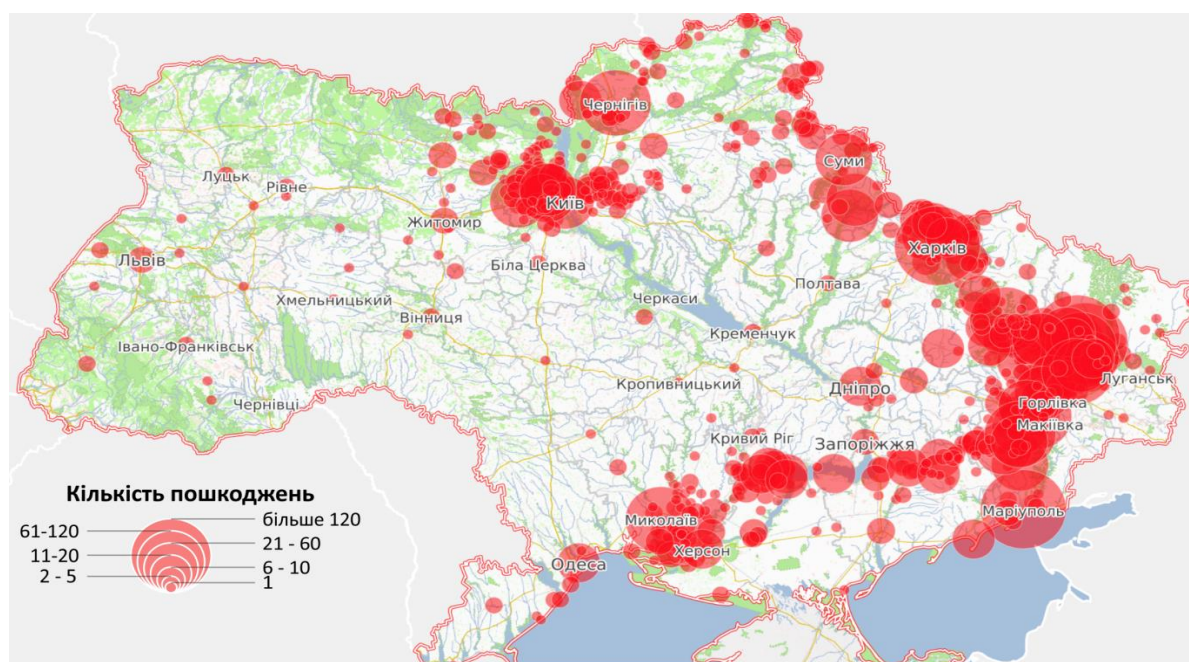 Чернігів
Суми
Луцьк
Рівне
Київ
Житомир
Харків
Львів
Біла Церква
Полтава
Хмельницький
Черкаси
Вінниця
Кременчук
Івано-Франківськ
Луганськ
Кропивницький
Дніпро
Чернівці
Горлівка
Макіївка
Кривий Ріг
Запоріжжя
Маріуполь
Миколаїв
Херсон
Одеса
Кількість пошкоджень
більше 120
61-120
21 - 60
11-20
6 - 10
2 - 5
1